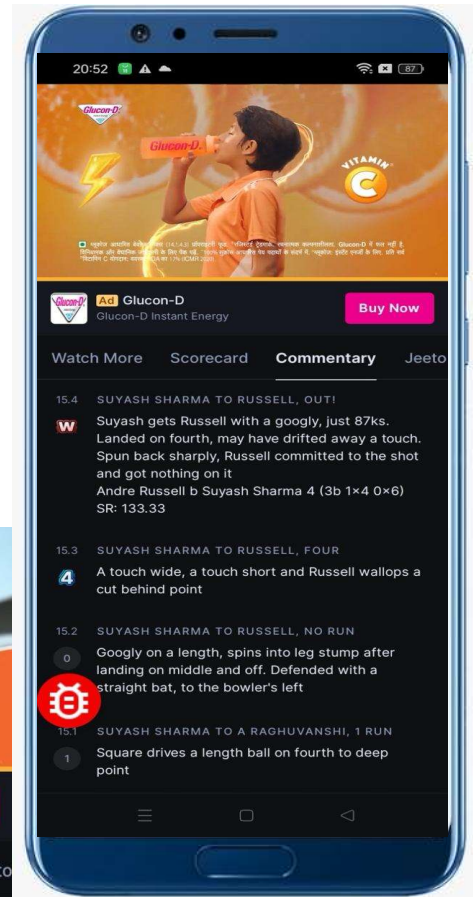 20:52
87
Glucon-D
Glucon-D.
VITAMIN
C
Glucon-D
Ad Glucon-D
Glucon-D Instant Energy
Buy Now
Watch More Scorecard Commentary Jeeto
15.4 SUYASH SHARMA TO RUSSELL, OUT!
W Suyash gets Russell with a googly, just 87ks.
Landed on fourth, may have drifted away a touch.
Spun back sharply, Russell committed to the shot
and got nothing on it
Andre Russell b Suyash Sharma 4 (3b 1×4 0×6)
SR: 133.33
15.3 SUYASH SHARMA TO RUSSELL, FOUR
4 A touch wide, a touch short and Russell wallops a
cut behind point
15.2 SUYASH SHARMA TO RUSSELL, NO RUN
0 Googly on a length, spins into leg stump after
landing on middle and off. Defended with a
straight bat, to the bowler's left
15.1 SUYASH SHARMA TO A RAGHUVANSHI, 1 RUN
1 Square drives a length ball on fourth to deep
point
to